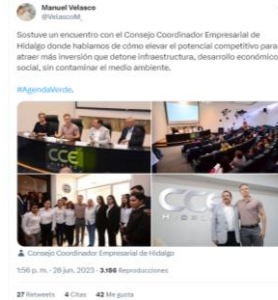 Manuel Velasco
@VelascoM_
Sostuve un encuentro con el Consejo Coordinador Empresarial de
Hidalgo donde hablamos de cómo elevar el potencial competitivo para
atraer más inversión que detone infraestructura, desarrollo económico
social, sin contaminar el medio ambiente.
#AgendaVerde.
CCE
CCE
Consejo Coordinador Empresarial de Hidalgo
1:56 p. m. · 28 jun. 2023 · 3.156 Reproducciones
27 Retweets 4 Citas 42 Me gusta